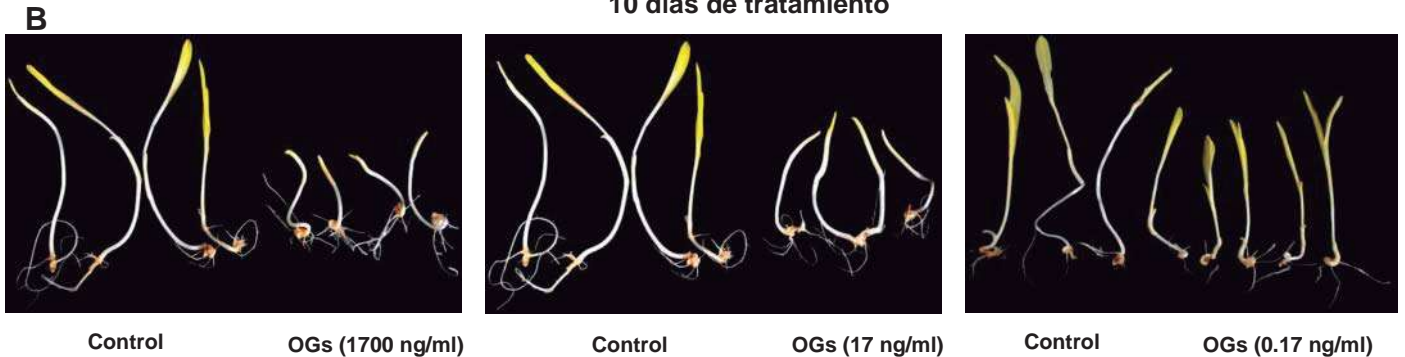 10 días de tratamiento
B
Control OGs (1700 ng/ml) Control OGs (17 ng/ml) Control OGs (0.17 ng/ml)